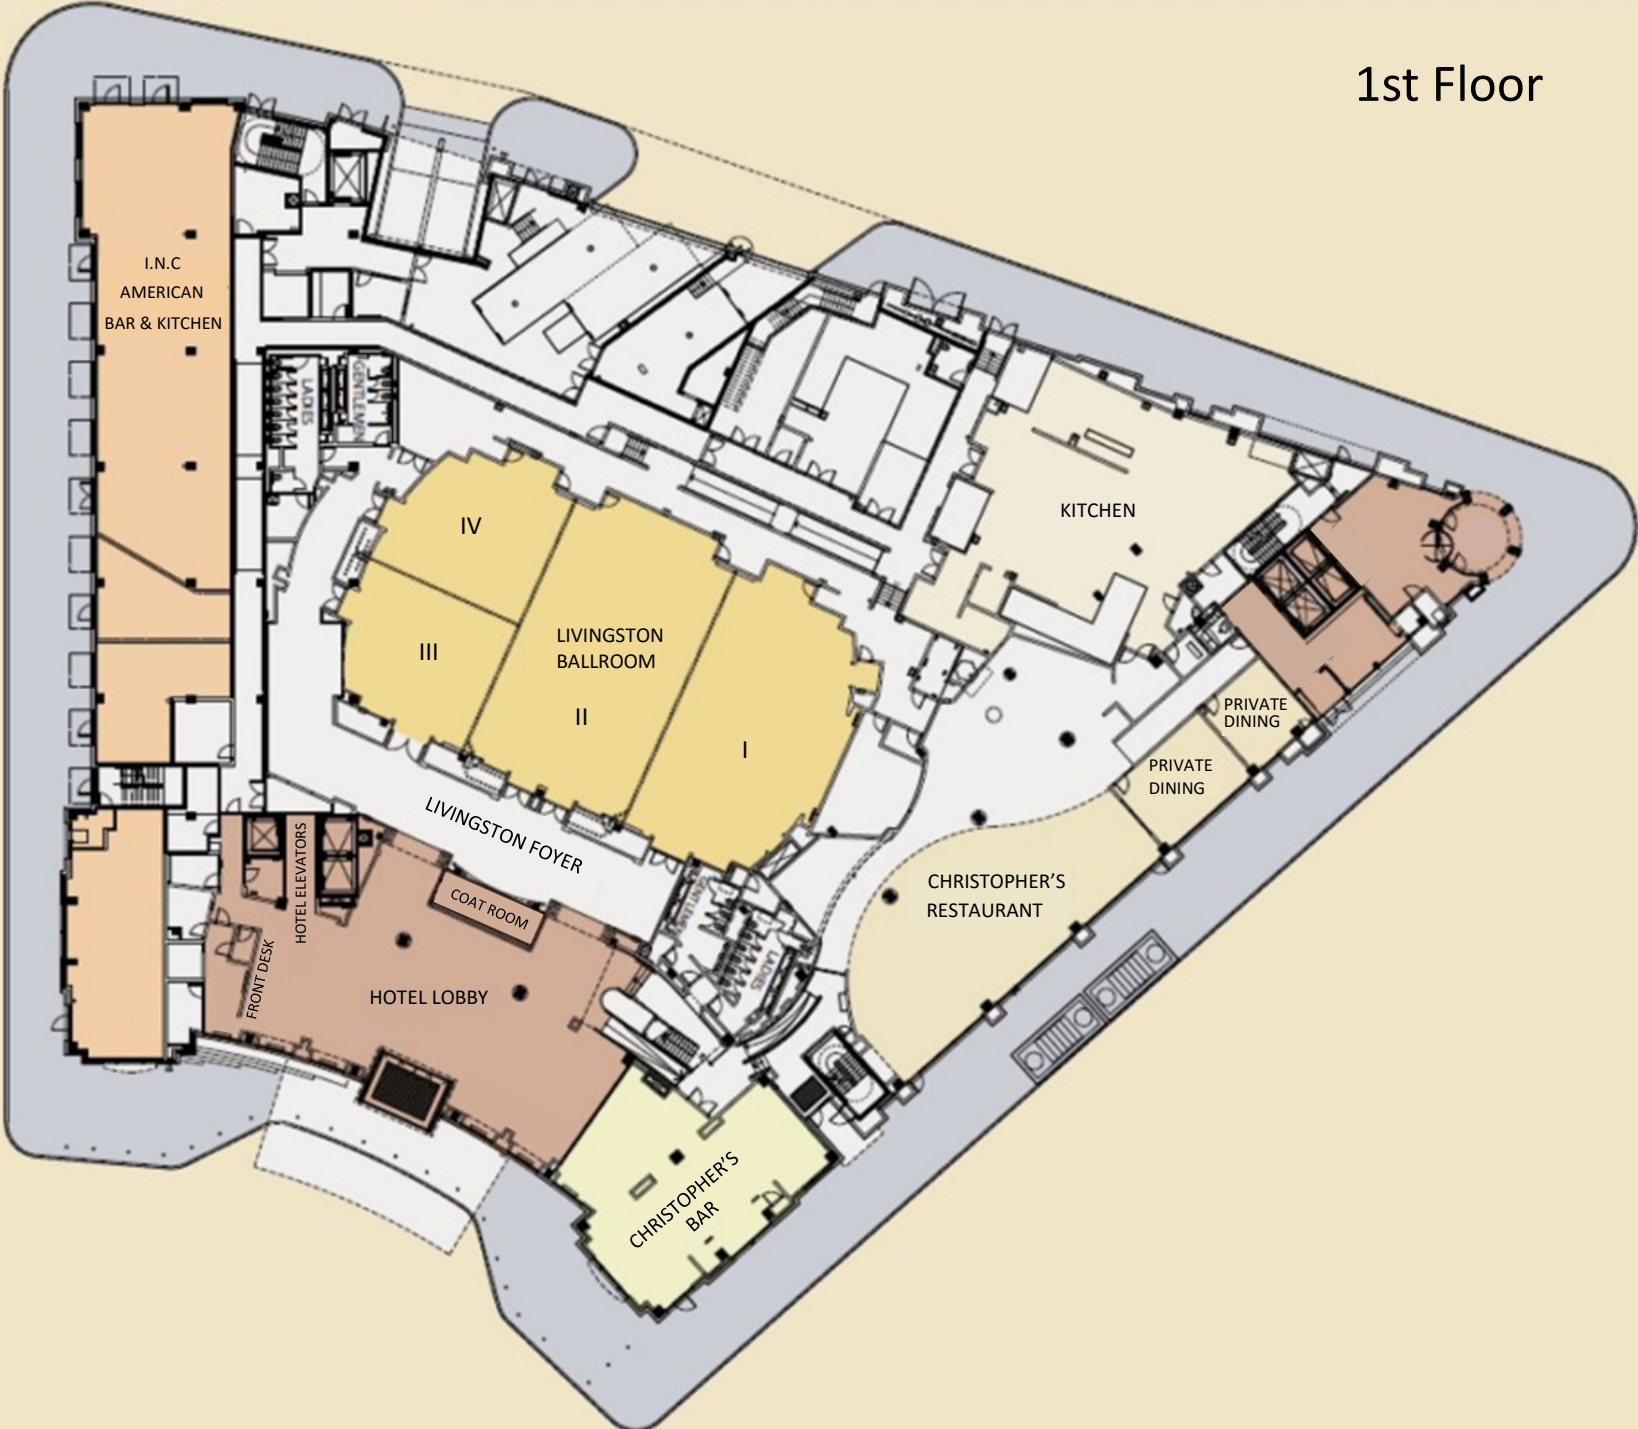 1st Floor
I.N.C
AMERICAN
BAR & KITCHEN
LADIES
GENTLEMEN
KITCHEN
IV
III
LIVINGSTON
BALLROOM
II
I
PRIVATE
DINING
PRIVATE
DINING
LIVINGSTON FOYER
HOTEL ELEVATORS
COAT ROOM
FRONT DESK
HOTEL LOBBY
GENTLEMEN
LADIES
CHRISTOPHER'S
RESTAURANT
CHRISTOPHER'S
BAR